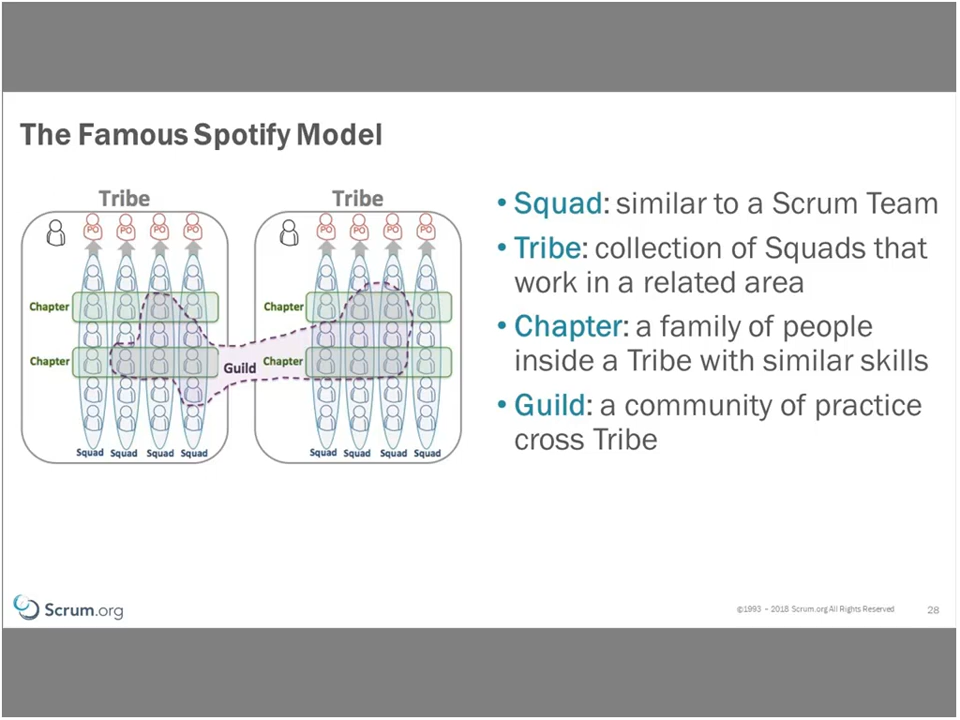 The Famous Spotify Model
Tribe
Tribe
PO PO PO PO
PO PO PO PO
Chapter
Chapter
Chapter
Guild
Chapter
Squad Squad Squad Squad
Squad Squad Squad Squad
• Squad: similar to a Scrum Team
• Tribe: collection of Squads that
work in a related area
• Chapter: a family of people
inside a Tribe with similar skills
• Guild: a community of practice
cross Tribe
Scrum.org
©1993 – 2018 Scrum.org All Rights Reserved
28